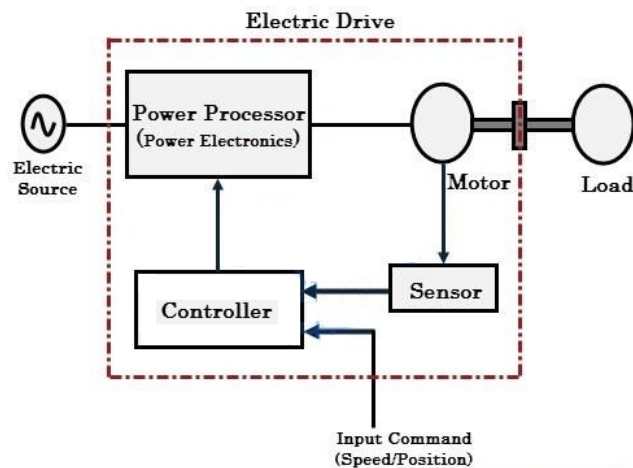 Electric Drive
Power Processor
(Power Electronics)
Electric
Source
Motor
Load
Sensor
Controller
Input Command
(Speed/Position)